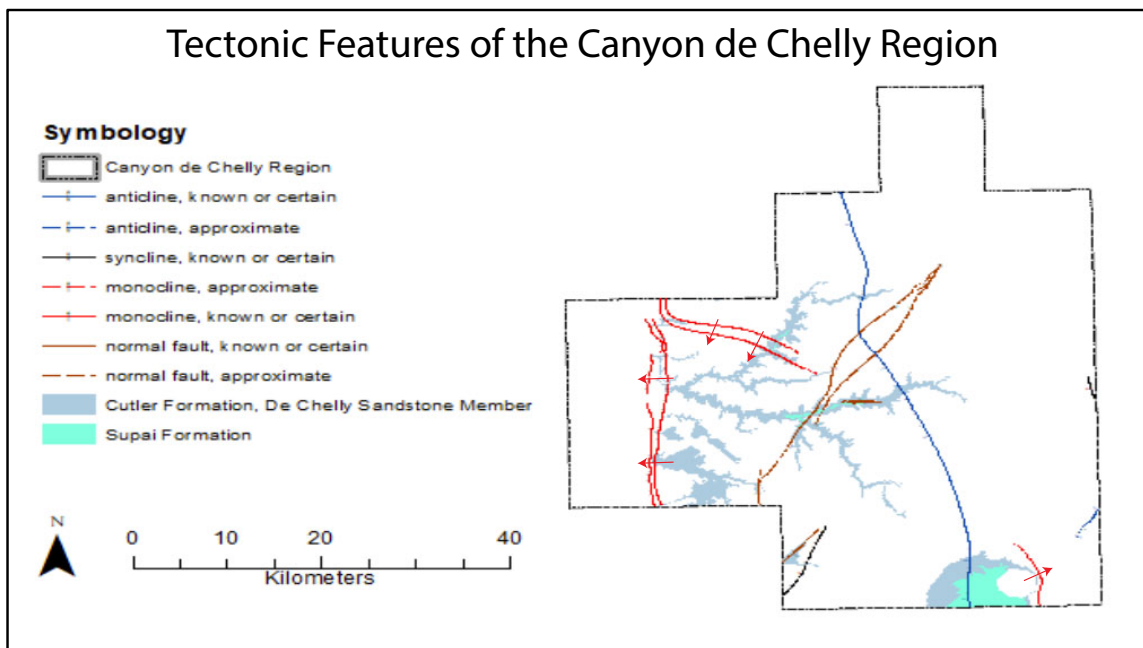 Tectonic Features of the Canyon de Chelly Region
Symbology
Canyon de Chelly Region
anticline, known or certain
anticline, approximate
syncline, known or certain
monocline, approximate
monocline, known or certain
normal fault, known or certain
normal fault, approximate
Cutler Formation, De Chelly Sandstone Member
Supai Formation
N
0 10 20 40
Kilometers